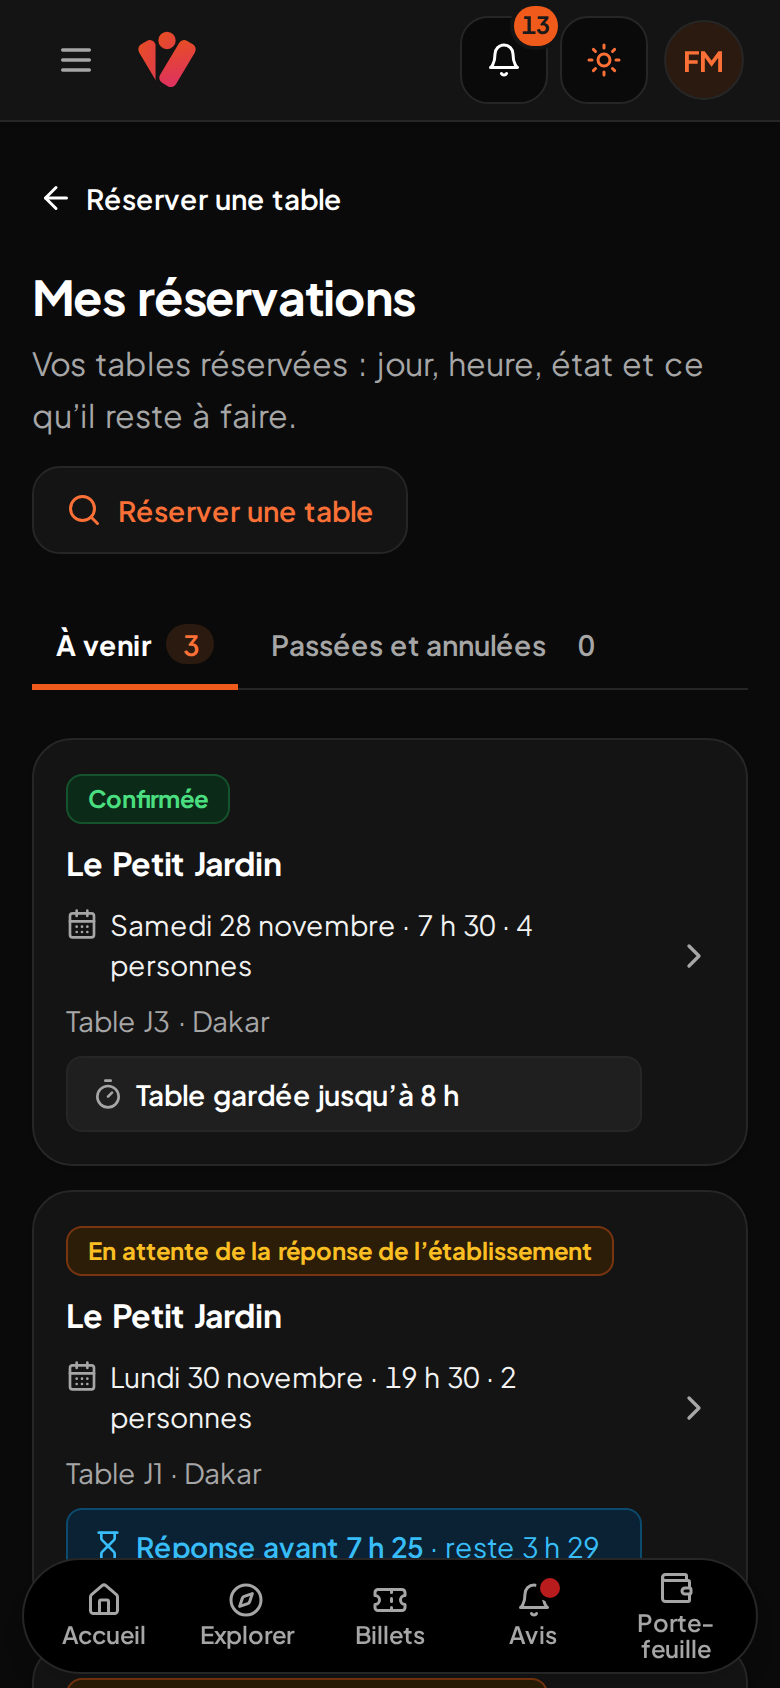 13
FM
Réserver une table
Mes réservations
Vos tables réservées : jour, heure, état et ce
qu’il reste à faire.
Réserver une table
À venir 3 Passées et annulées 0
Confirmée
Le Petit Jardin
Samedi 28 novembre · 7 h 30 · 4
personnes
Table J3 · Dakar
Table gardée jusqu’à 8 h
En attente de la réponse de l’établissement
Le Petit Jardin
Lundi 30 novembre · 19 h 30 · 2
personnes
Table J1 · Dakar
Réponse avant 7 h 25 · reste 3 h 29
Accueil Explorer Billets Avis Porte-
feuille